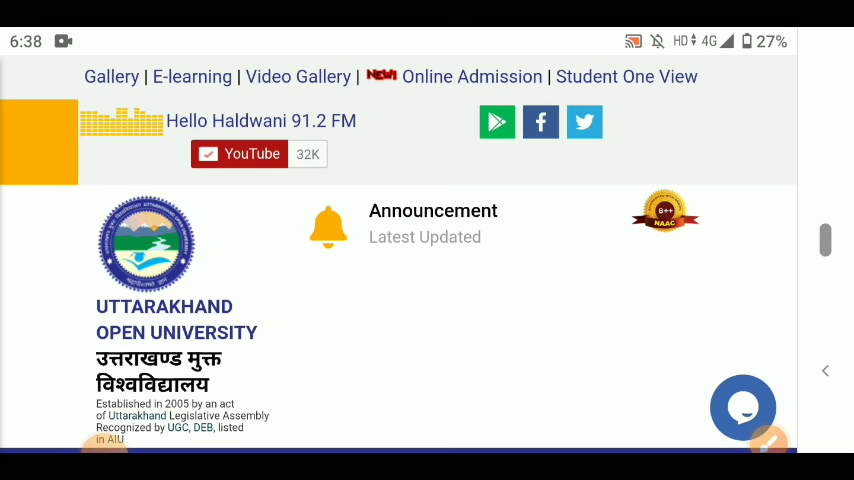 6:38 HD 4G 27%
Gallery | E-learning | Video Gallery | NEW! Online Admission | Student One View
Hello Haldwani 91.2 FM
YouTube 32K
Announcement
Latest Updated
B++
NAAC
UTTARAKHAND
OPEN UNIVERSITY
उत्तराखण्ड मुक्त
विश्वविद्यालय
Established in 2005 by an act
of Uttarakhand Legislative Assembly
Recognized by UGC, DEB, listed
in AIU